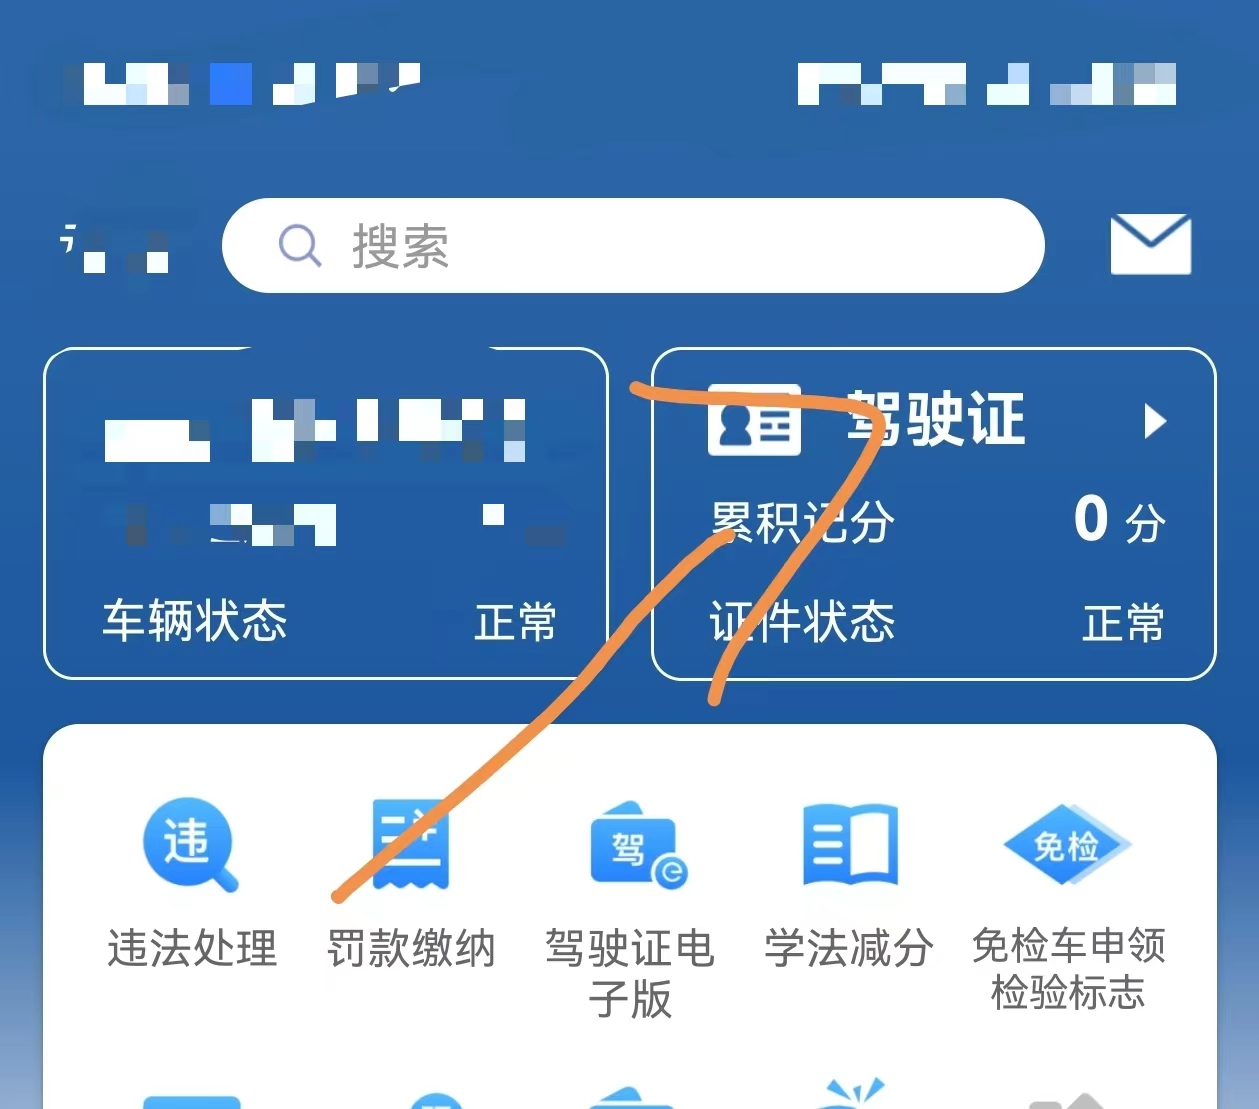 搜索
驾驶证
累积记分 0 分
车辆状态 正常
证件状态 正常
违
驾
免检
违法处理
罚款缴纳
驾驶证电
子版
学法减分
免检车申领
检验标志